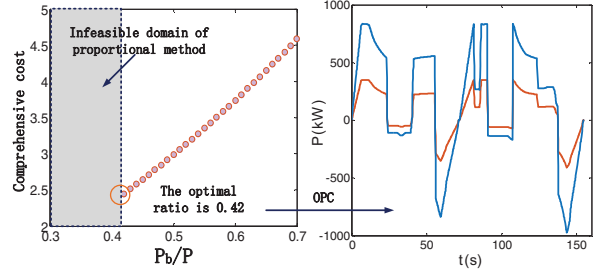 5
4.5
4
3.5
3
2.5
2
0.3
0.4
0.5
0.6
0.7
Comprehensive cost
Pb/P
Infeasible domain of
proportional method
The optimal
ratio is 0.42
OPC
1000
500
0
-500
-1000
0
50
100
150
P(kW)
t(s)